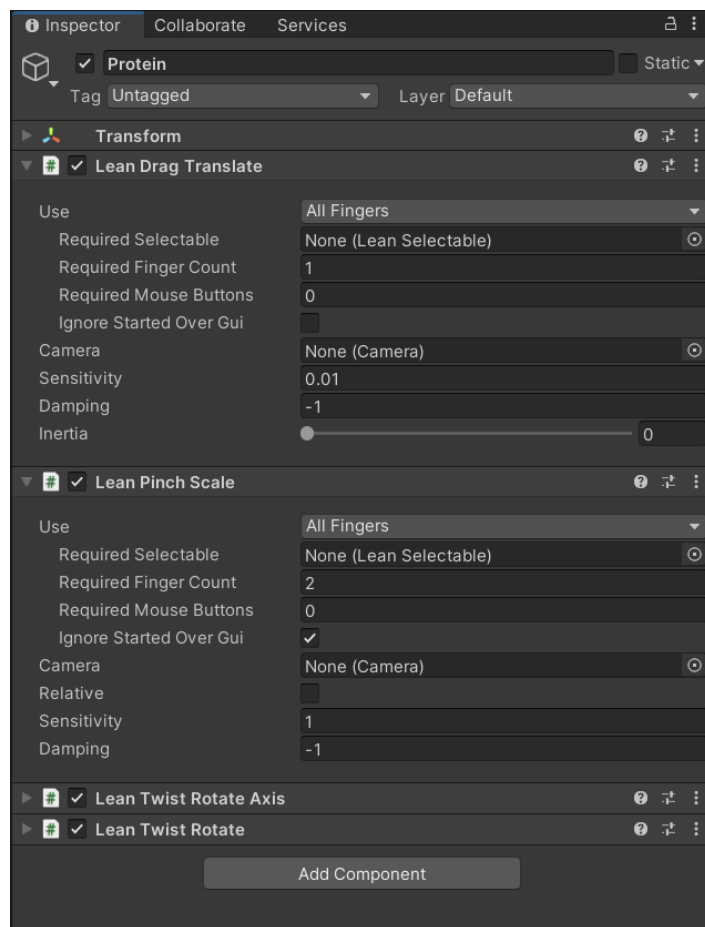 Inspector Collaborate Services
Protein Static
Tag Untagged Layer Default
Transform
# Lean Drag Translate
Use All Fingers
Required Selectable None (Lean Selectable)
Required Finger Count 1
Required Mouse Buttons 0
Ignore Started Over Gui
Camera None (Camera)
Sensitivity 0.01
Damping -1
Inertia 0
# Lean Pinch Scale
Use All Fingers
Required Selectable None (Lean Selectable)
Required Finger Count 2
Required Mouse Buttons 0
Ignore Started Over Gui
Camera None (Camera)
Relative
Sensitivity 1
Damping -1
# Lean Twist Rotate Axis
# Lean Twist Rotate
Add Component